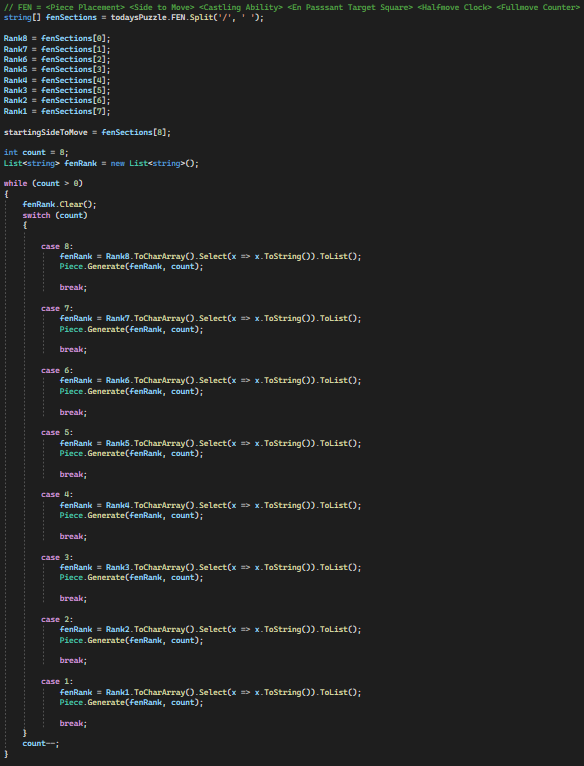 // FEN = <Piece Placement> <Side to Move> <Castling Ability> <En Passsant Target Square> <Halfmove Clock> <Fullmove Counter>
string[] fenSections = todaysPuzzle.FEN.Split('/', ' ');
Rank8 = fenSections[0];
Rank7 = fenSections[1];
Rank6 = fenSections[2];
Rank5 = fenSections[3];
Rank4 = fenSections[4];
Rank3 = fenSections[5];
Rank2 = fenSections[6];
Rank1 = fenSections[7];
startingSideToMove = fenSections[8];
int count = 8;
List<string> fenRank = new List<string>();
while (count > 0)
{
fenRank.Clear();
switch (count)
{
case 8:
fenRank = Rank8.ToCharArray().Select(x => x.ToString()).ToList();
Piece.Generate(fenRank, count);
break;
case 7:
fenRank = Rank7.ToCharArray().Select(x => x.ToString()).ToList();
Piece.Generate(fenRank, count);
break;
case 6:
fenRank = Rank6.ToCharArray().Select(x => x.ToString()).ToList();
Piece.Generate(fenRank, count);
break;
case 5:
fenRank = Rank5.ToCharArray().Select(x => x.ToString()).ToList();
Piece.Generate(fenRank, count);
break;
case 4:
fenRank = Rank4.ToCharArray().Select(x => x.ToString()).ToList();
Piece.Generate(fenRank, count);
break;
case 3:
fenRank = Rank3.ToCharArray().Select(x => x.ToString()).ToList();
Piece.Generate(fenRank, count);
break;
case 2:
fenRank = Rank2.ToCharArray().Select(x => x.ToString()).ToList();
Piece.Generate(fenRank, count);
break;
case 1:
fenRank = Rank1.ToCharArray().Select(x => x.ToString()).ToList();
Piece.Generate(fenRank, count);
break;
}
count--;
}